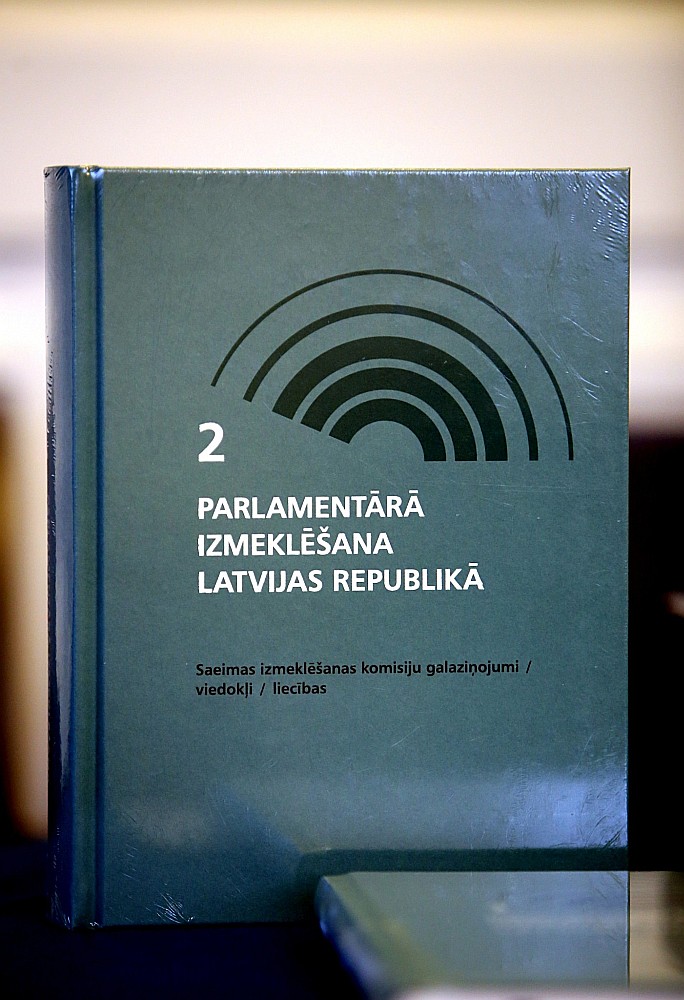 2
PARLAMENTĀRĀ
IZMEKLĒŠANA
LATVIJAS REPUBLIKĀ
Saeimas izmeklēšanas komisiju galaziņojumi /
viedokļi / liecības